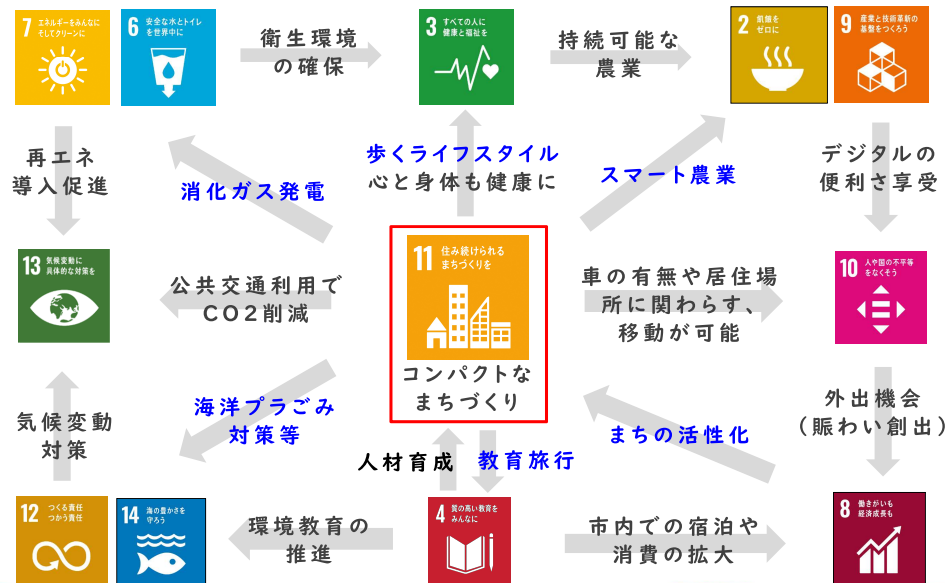 7 エネルギーをみんなに
そしてクリーンに
6 安全な水とトイレ
を世界中に
衛生環境
の確保
3 すべての人に
健康と福祉を
持続可能な
農業
2 飢餓を
ゼロに
9 産業と技術革新の
基盤をつくろう
再エネ
導入促進
消化ガス発電
歩くライフスタイル
心と身体も健康に
スマート農業
デジタルの
便利さ享受
13 気候変動に
具体的な対策を
公共交通利用で
CO2削減
11 住み続けられる
まちづくりを
コンパクトな
まちづくり
車の有無や居住場
所に関わらす、
移動が可能
10 人や国の不平等
をなくそう
気候変動
対策
海洋プラごみ
対策等
人材育成
教育旅行
まちの活性化
外出機会
（賑わい創出）
12 つくる責任
つかう責任
14 海の豊かさを
守ろう
環境教育の
推進
4 質の高い教育を
みんなに
市内での宿泊や
消費の拡大
8 働きがいも
経済成長も